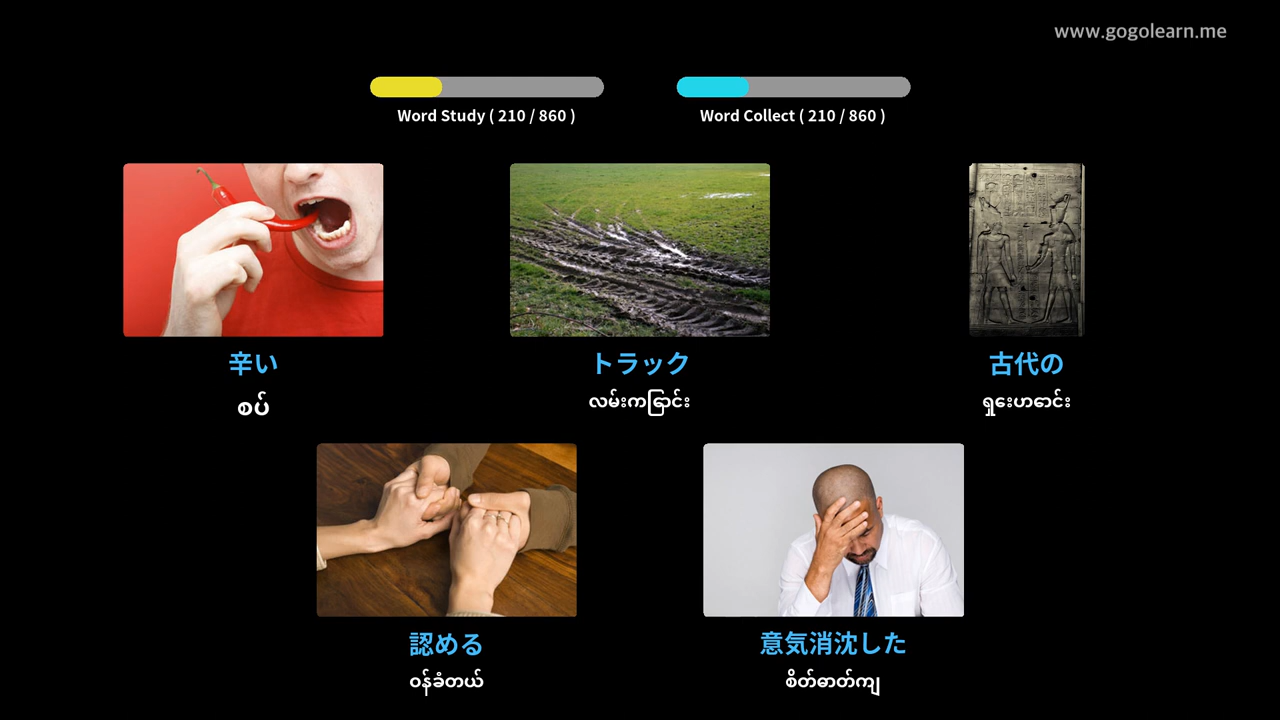 www.gogolearn.me
Word Study ( 210 / 860 )
Word Collect ( 210 / 860 )
辛い
စပ်
トラック
လမ်းကြောင်း
古代の
ရှေးဟောင်း
認める
ဝန်ခံတယ်
意気消沈した
စိတ်ဓာတ်ကျ